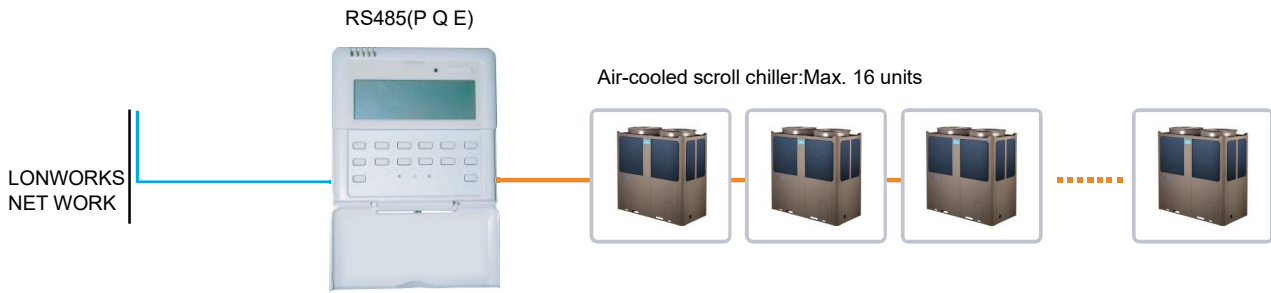 RS485(P Q E)
Air-cooled scroll chiller:Max. 16 units
LONWORKS
NET WORK